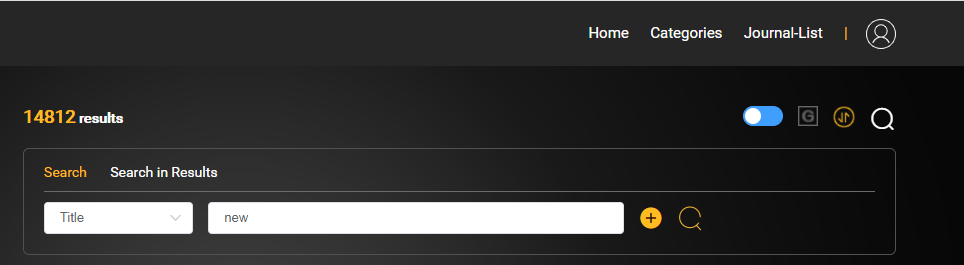 Home Categories Journal-List |
14812 results G
Search Search in Results
Title new